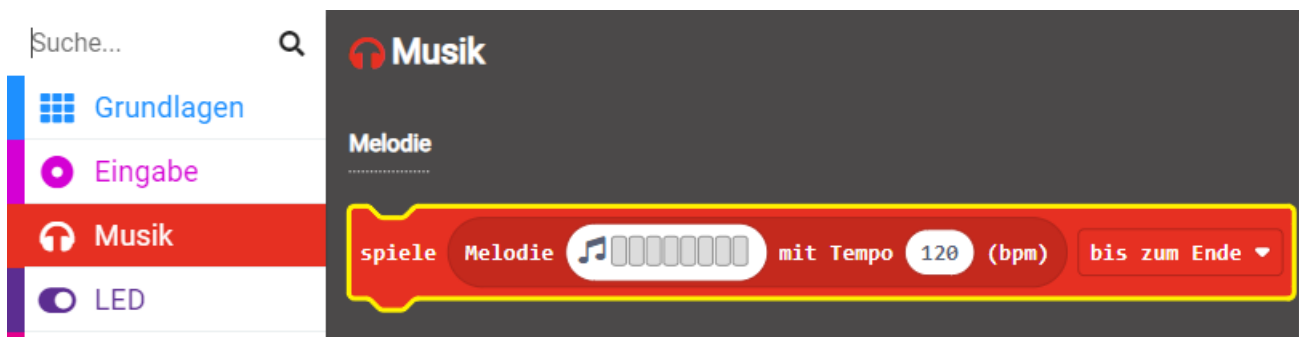 Suche...
Grundlagen
Eingabe
Musik
LED
Musik
Melodie
spiele Melodie mit Tempo 120 (bpm) bis zum Ende